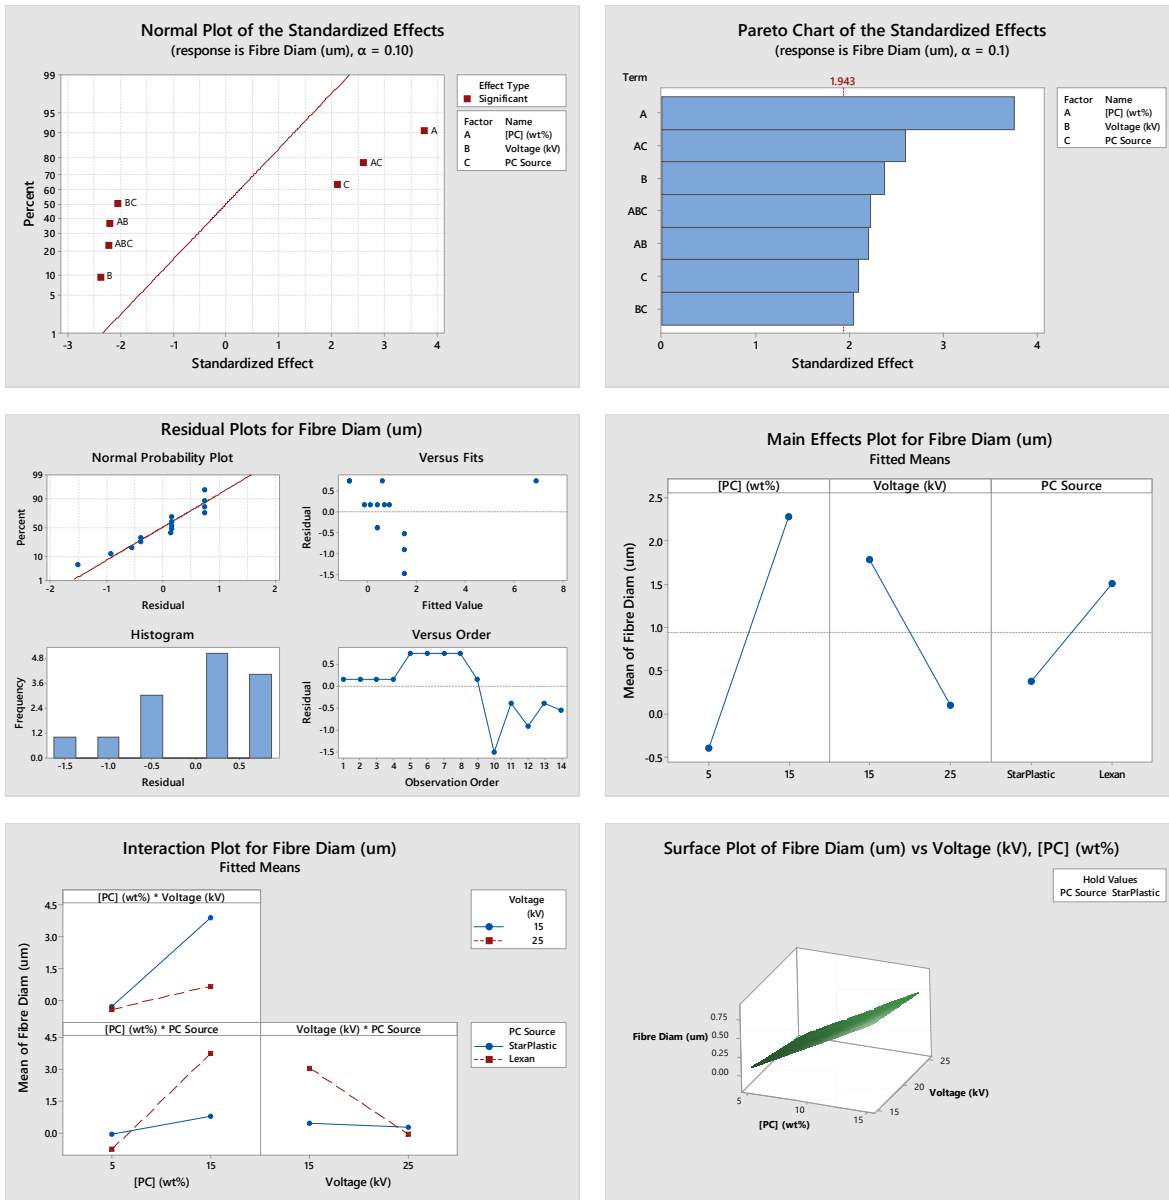 Normal Plot of the Standardized Effects
(response is Fibre Diam (um), α = 0.10)
99
95
90
80
70
60
50
40
30
20
10
5
1
Percent
A
AC
C
BC
AB
ABC
B
-3 -2 -1 0 1 2 3 4
Standardized Effect
Effect Type
Significant
Factor Name
A [PC] (wt%)
B Voltage (kV)
C PC Source
Pareto Chart of the Standardized Effects
(response is Fibre Diam (um), α = 0.1)
Term
1.943
A
AC
B
ABC
AB
C
BC
0 1 2 3 4
Standardized Effect
Factor Name
A [PC] (wt%)
B Voltage (kV)
C PC Source
Residual Plots for Fibre Diam (um)
Normal Probability Plot
99
90
50
10
1
Percent
-2 -1 0 1 2
Residual
Versus Fits
0.5
0.0
-0.5
-1.0
-1.5
Residual
0 2 4 6 8
Fitted Value
Histogram
4.8
3.6
2.4
1.2
0.0
Frequency
-1.5 -1.0 -0.5 0.0 0.5
Residual
Versus Order
0.5
0.0
-0.5
-1.0
-1.5
Residual
1 2 3 4 5 6 7 8 9 10 11 12 13 14
Observation Order
Main Effects Plot for Fibre Diam (um)
Fitted Means
[PC] (wt%) Voltage (kV) PC Source
2.5
2.0
1.5
1.0
0.5
0.0
-0.5
Mean of Fibre Diam (um)
5 15 15 25 StarPlastic Lexan
Interaction Plot for Fibre Diam (um)
Fitted Means
[PC] (wt%) * Voltage (kV)
4.5
3.0
1.5
0.0
Voltage
(kV)
15
25
Mean of Fibre Diam (um)
[PC] (wt%) * PC Source Voltage (kV) * PC Source
4.5
3.0
1.5
0.0
PC Source
StarPlastic
Lexan
5 15 15 25
[PC] (wt%) Voltage (kV)
Surface Plot of Fibre Diam (um) vs Voltage (kV), [PC] (wt%)
Hold Values
PC Source StarPlastic
Fibre Diam (um)
0.75
0.50
0.25
0.00
5
10
15
[PC] (wt%)
15
20
25
Voltage (kV)